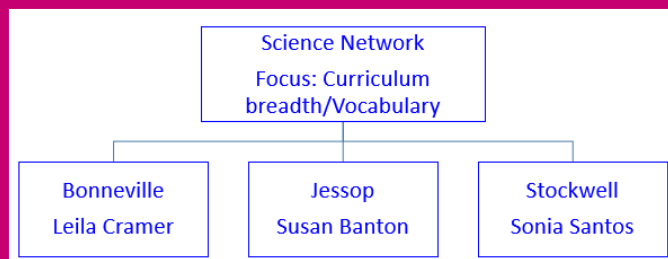 Science Network
Focus: Curriculum
breadth/Vocabulary
Bonneville
Leila Cramer
Jessop
Susan Banton
Stockwell
Sonia Santos